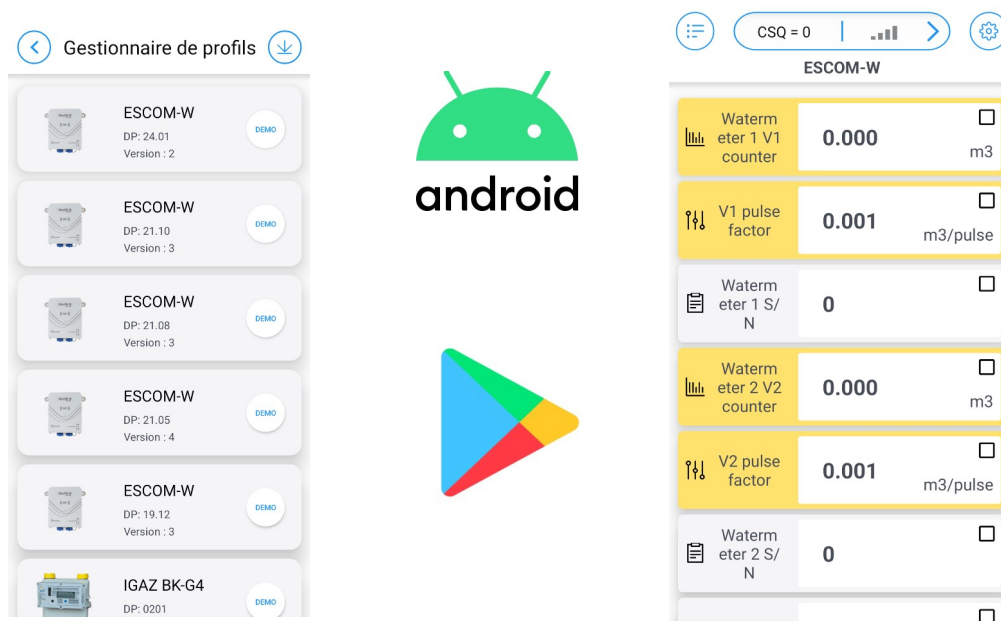 Gestionnaire de profils
ESCOM-W
DP: 24.01
Version : 2
DEMO
ESCOM-W
DP: 21.10
Version : 3
DEMO
ESCOM-W
DP: 21.08
Version : 3
DEMO
ESCOM-W
DP: 21.05
Version : 4
DEMO
ESCOM-W
DP: 19.12
Version : 3
DEMO
IGAZ BK-G4
DP: 0201
DEMO
android
CSQ = 0
ESCOM-W
Waterm
eter 1 V1
counter
0.000
m3
V1 pulse
factor
0.001
m3/pulse
Waterm
eter 1 S/
N
0
Waterm
eter 2 V2
counter
0.000
m3
V2 pulse
factor
0.001
m3/pulse
Waterm
eter 2 S/
N
0